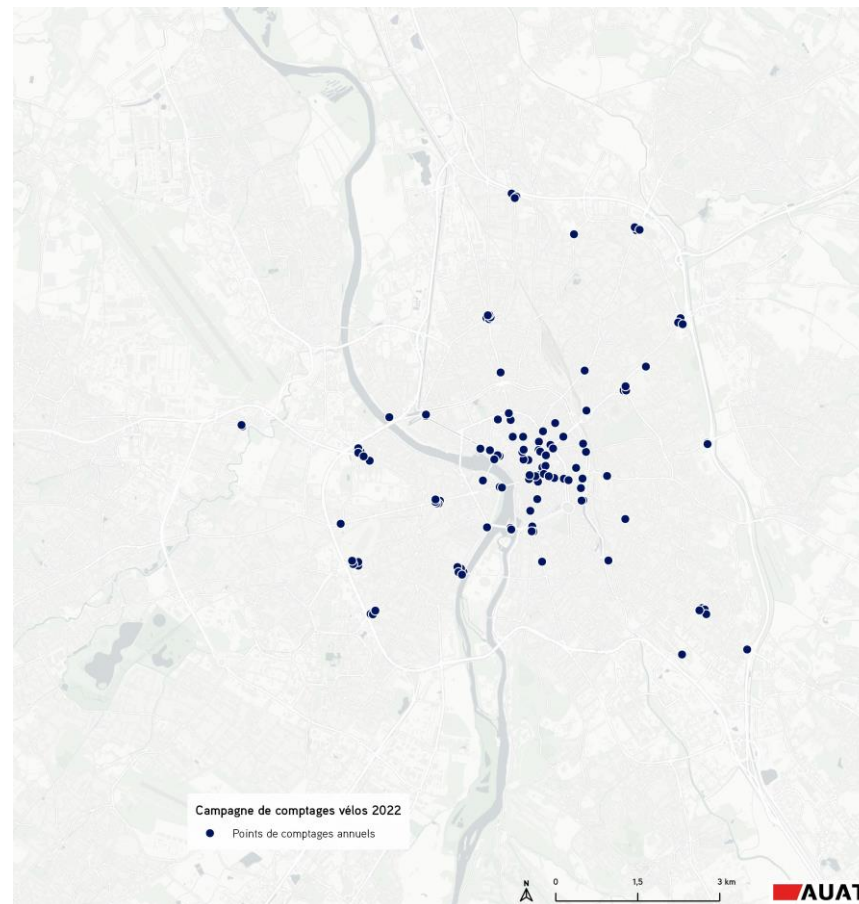 Campagne de comptages vélos 2022
Points de comptages annuels
N
0 1,5 3 km
AUAT